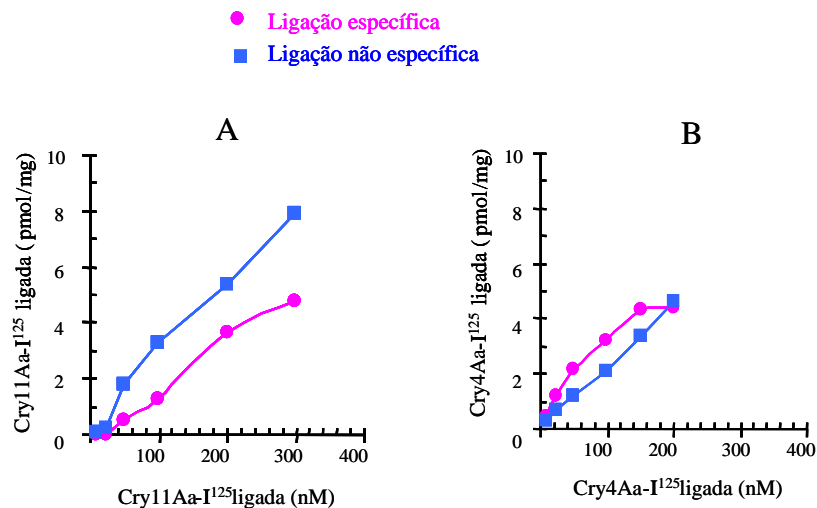 Ligação específica
Ligação não específica
A
10
8
6
4
2
0
100
200
300
400
Cry11Aa-I125 ligada ( pmol/mg)
Cry11Aa-I125ligada (nM)
B
10
8
6
4
2
0
100
200
300
400
Cry4Aa-I125 ligada ( pmol/mg)
Cry4Aa-I125ligada (nM)